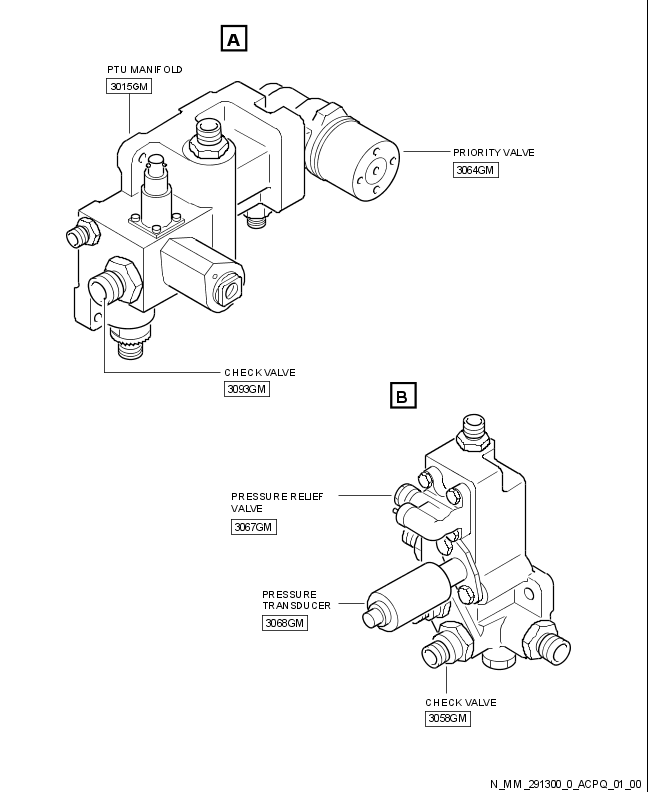 A
PTU MANIFOLD
3015GM
PRIORITY VALVE
3064GM
CHECK VALVE
3093GM
B
PRESSURE RELIEF
VALVE
3067GM
PRESSURE
TRANSDUCER
3068GM
CHECK VALVE
3058GM
N_MM_291300_0_ACPQ_01_00